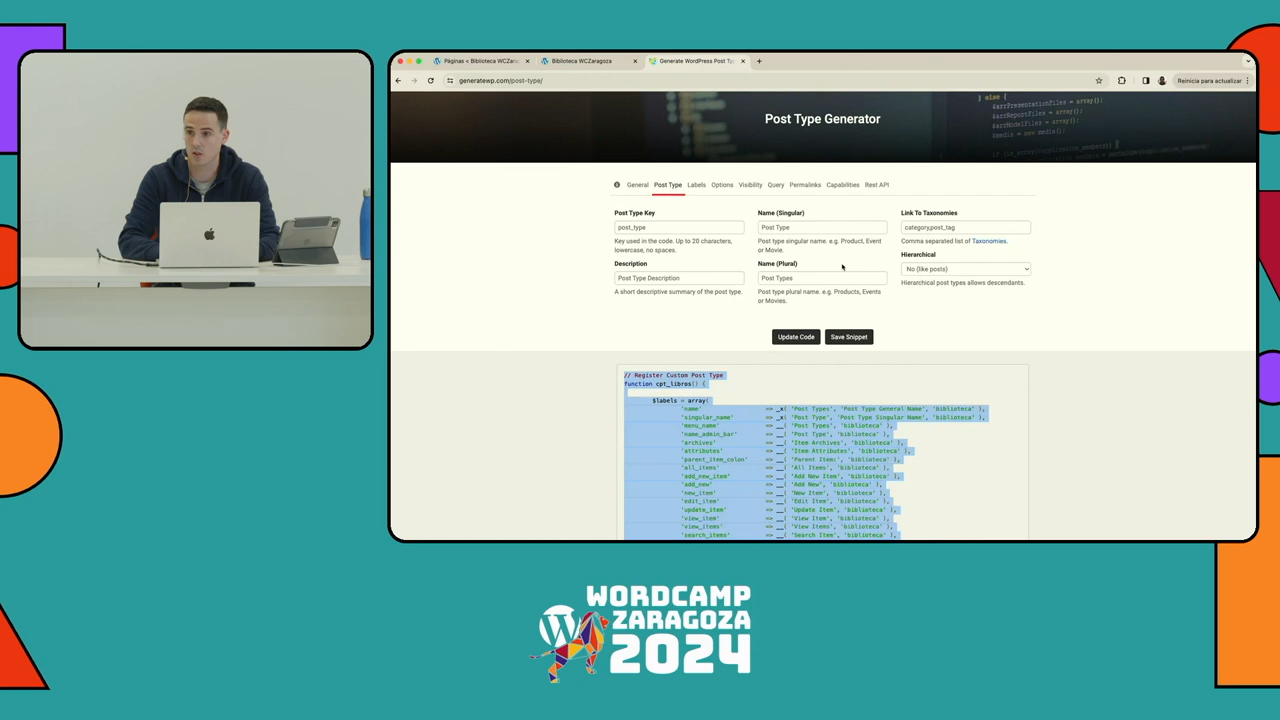 Páginas < Biblioteca WCZara
Biblioteca WCZaragoza
Generate WordPress Post Ty
generatewp.com/post-type/
Reinicia para actualizar
Post Type Generator
} else {
$arrPresentationFiles = array();
$arrReportFiles = array();
$arrModelFiles = array();
General Post Type Labels Options Visibility Query Permalinks Capabilities Rest API
Post Type Key
post_type
Key used in the code. Up to 20 characters,
lowercase, no spaces.
Description
Post Type Description
A short descriptive summary of the post type.
Name (Singular)
Post Type
Post type singular name. e.g. Product, Event
or Movie.
Name (Plural)
Post Types
Post type plural name. e.g. Products, Events
or Movies.
Link To Taxonomies
category,post_tag
Comma separated list of Taxonomies.
Hierarchical
No (like posts)
Hierarchical post types allows descendants.
Update Code
Save Snippet
// Register Custom Post Type
function cpt_libros() {
$labels = array(
'name' => _x( 'Post Types', 'Post Type General Name', 'biblioteca' ),
'singular_name' => _x( 'Post Type', 'Post Type Singular Name', 'biblioteca' ),
'menu_name' => __( 'Post Types', 'biblioteca' ),
'name_admin_bar' => __( 'Post Type', 'biblioteca' ),
'archives' => __( 'Item Archives', 'biblioteca' ),
'attributes' => __( 'Item Attributes', 'biblioteca' ),
'parent_item_colon' => __( 'Parent Item:', 'biblioteca' ),
'all_items' => __( 'All Items', 'biblioteca' ),
'add_new_item' => __( 'Add New Item', 'biblioteca' ),
'add_new' => __( 'Add New', 'biblioteca' ),
'new_item' => __( 'New Item', 'biblioteca' ),
'edit_item' => __( 'Edit Item', 'biblioteca' ),
'update_item' => __( 'Update Item', 'biblioteca' ),
'view_item' => __( 'View Item', 'biblioteca' ),
'view_items' => __( 'View Items', 'biblioteca' ),
'search_items' => __( 'Search Item', 'biblioteca' ),
WORDCAMP
ZARAGOZA
2024